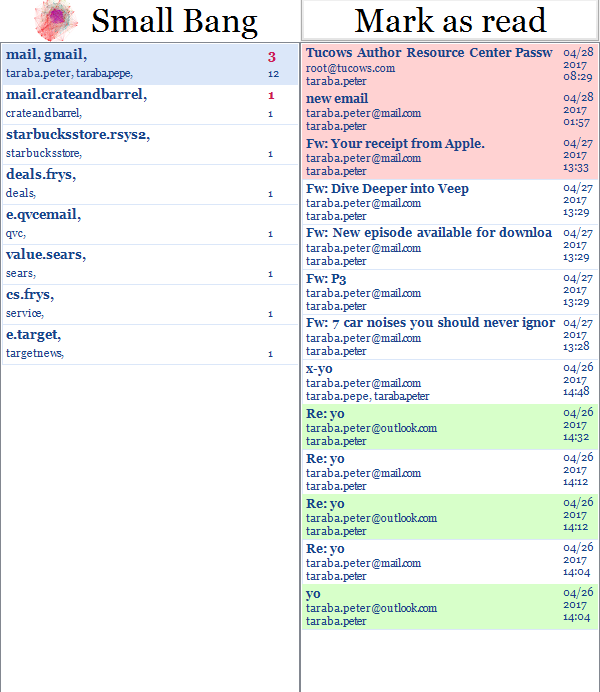 Small Bang
mail, gmail,
3
taraba.peter, taraba.pepe,
12
mail.crateandbarrel,
1
crateandbarrel,
1
starbucksstore.rsys2,
starbucksstore,
1
deals.frys,
deals,
1
e.qvcemail,
qvc,
1
value.sears,
sears,
1
cs.frys,
service,
1
e.target,
targetnews,
1
Mark as read
Tucows Author Resource Center Passw
04/28
root@tucows.com
2017
taraba.peter
08:29
new email
04/28
taraba.peter@mail.com
2017
taraba.peter
01:57
Fw: Your receipt from Apple.
04/27
taraba.peter@mail.com
2017
taraba.peter
13:33
Fw: Dive Deeper into Veep
04/27
taraba.peter@mail.com
2017
taraba.peter
13:29
Fw: New episode available for downloa
04/27
taraba.peter@mail.com
2017
taraba.peter
13:29
Fw: P3
04/27
taraba.peter@mail.com
2017
taraba.peter
13:29
Fw: 7 car noises you should never ignor
04/27
taraba.peter@mail.com
2017
taraba.peter
13:28
x-yo
04/26
taraba.peter@mail.com
2017
taraba.pepe, taraba.peter
14:48
Re: yo
04/26
taraba.peter@outlook.com
2017
taraba.peter
14:32
Re: yo
04/26
taraba.peter@mail.com
2017
taraba.peter
14:12
Re: yo
04/26
taraba.peter@outlook.com
2017
taraba.peter
14:12
Re: yo
04/26
taraba.peter@mail.com
2017
taraba.peter
14:04
yo
04/26
taraba.peter@outlook.com
2017
taraba.peter
14:04